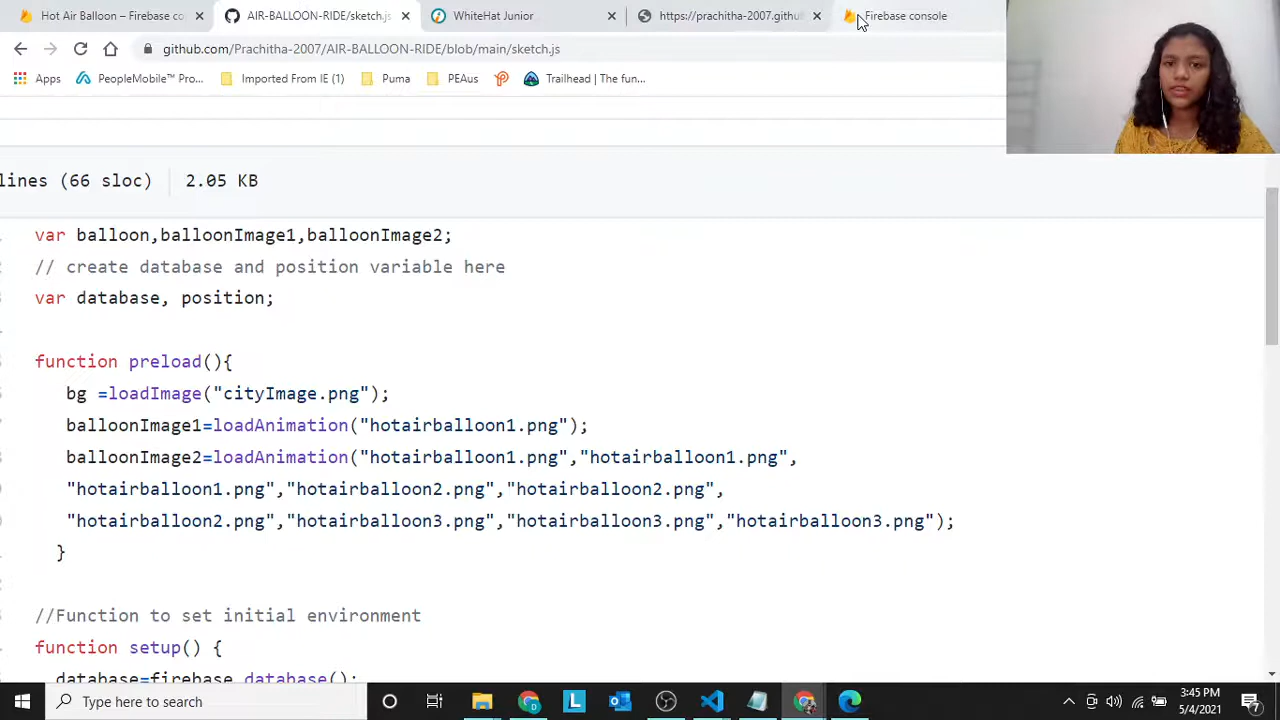 Hot Air Balloon – Firebase co
AIR-BALLOON-RIDE/sketch.js
WhiteHat Junior
https://prachitha-2007.githu
Firebase console
github.com/Prachitha-2007/AIR-BALLOON-RIDE/blob/main/sketch.js
Apps
PeopleMobile™ Pro...
Imported From IE (1)
Puma
PEAus
Trailhead | The fun...
lines (66 sloc) 2.05 KB
var balloon,balloonImage1,balloonImage2;
// create database and position variable here
var database, position;
function preload(){
bg =loadImage("cityImage.png");
balloonImage1=loadAnimation("hotairballoon1.png");
balloonImage2=loadAnimation("hotairballoon1.png","hotairballoon1.png",
"hotairballoon1.png","hotairballoon2.png","hotairballoon2.png",
"hotairballoon2.png","hotairballoon3.png","hotairballoon3.png","hotairballoon3.png");
}
//Function to set initial environment
function setup() {
database=firebase.database();
Type here to search
3:45 PM
5/4/2021
7